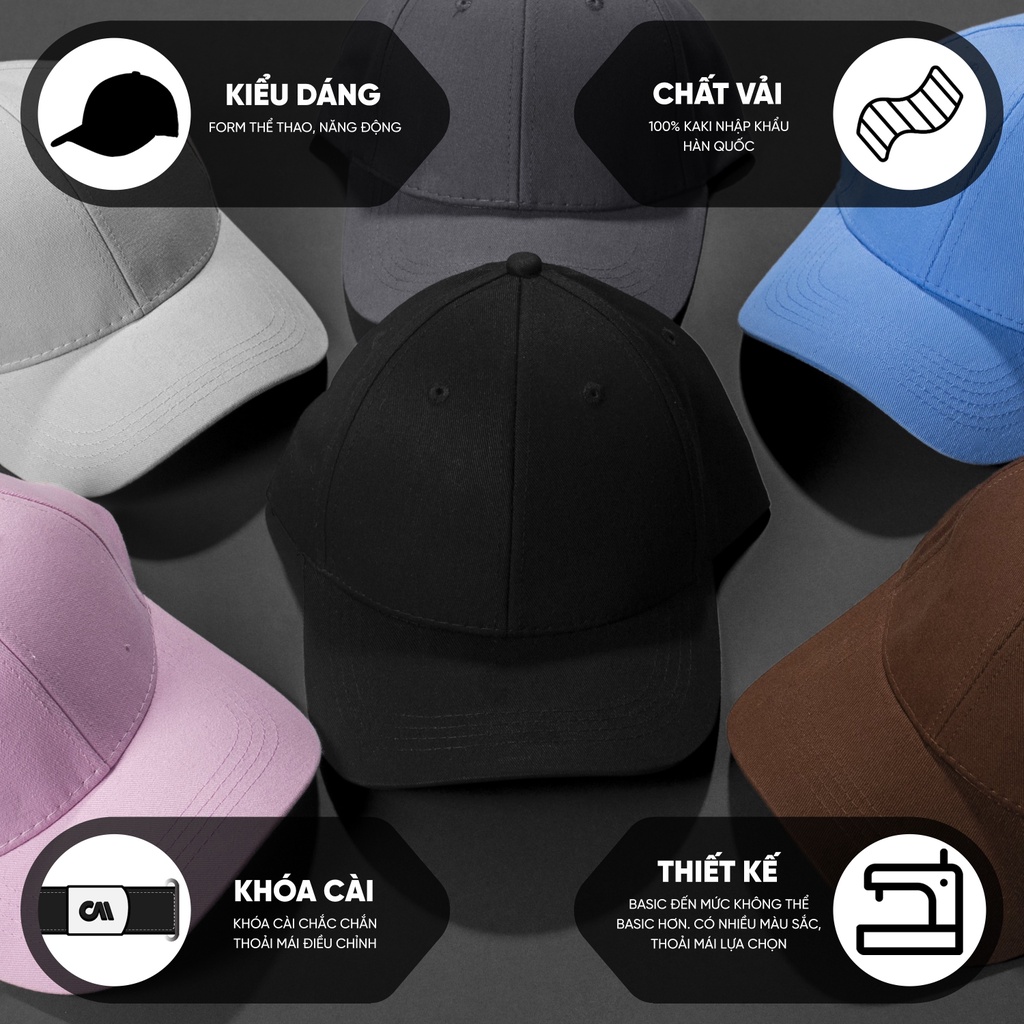 KIỂU DÁNG
FORM THỂ THAO, NĂNG ĐỘNG
CHẤT VẢI
100% KAKI NHẬP KHẨU
HÀN QUỐC
KHÓA CÀI
KHÓA CÀI CHẮC CHẮN
THOẢI MÁI ĐIỀU CHỈNH
THIẾT KẾ
BASIC ĐẾN MỨC KHÔNG THỂ
BASIC HƠN. CÓ NHIỀU MÀU SẮC,
THOẢI MÁI LỰA CHỌN